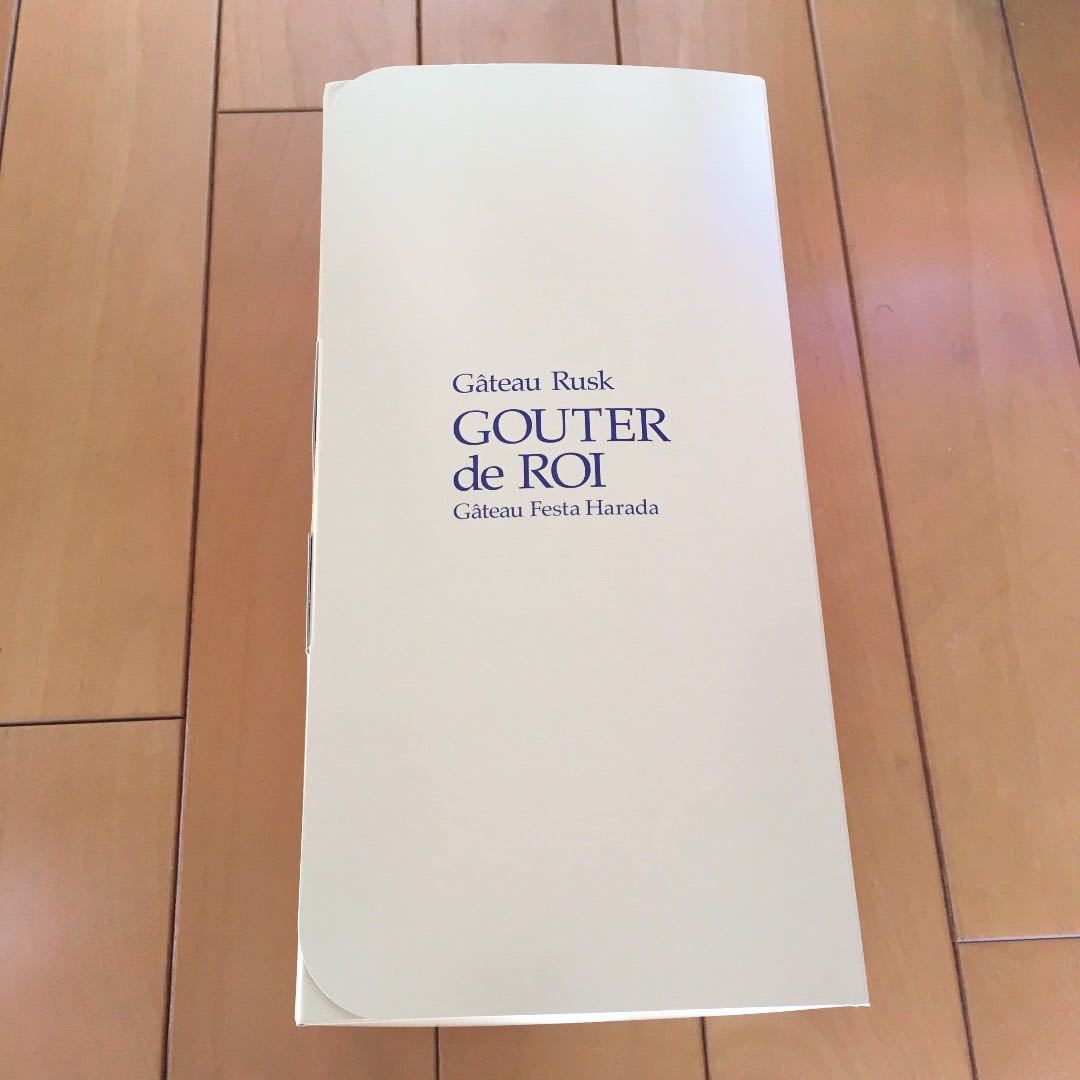 Gâteau Rusk
GOUTER
de ROI
Gâteau Festa Harada